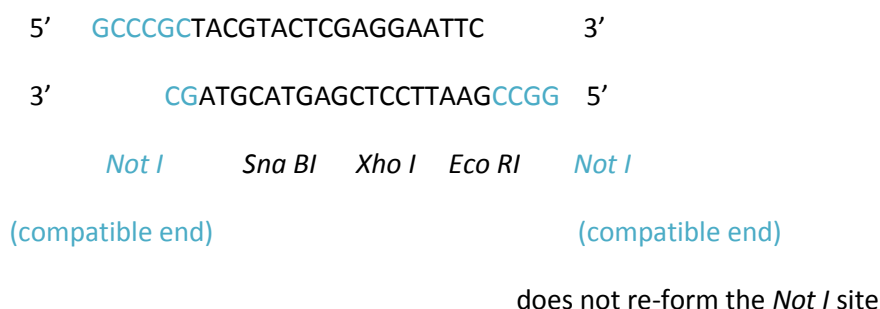 5’ GCCCGCTACGTACTCGAGGAATTC 3’
3’ CGATGCATGAGCTCCTTAAGCCGG 5’
Not I Sna BI Xho I Eco RI Not I
(compatible end) (compatible end)
does not re-form the Not I site